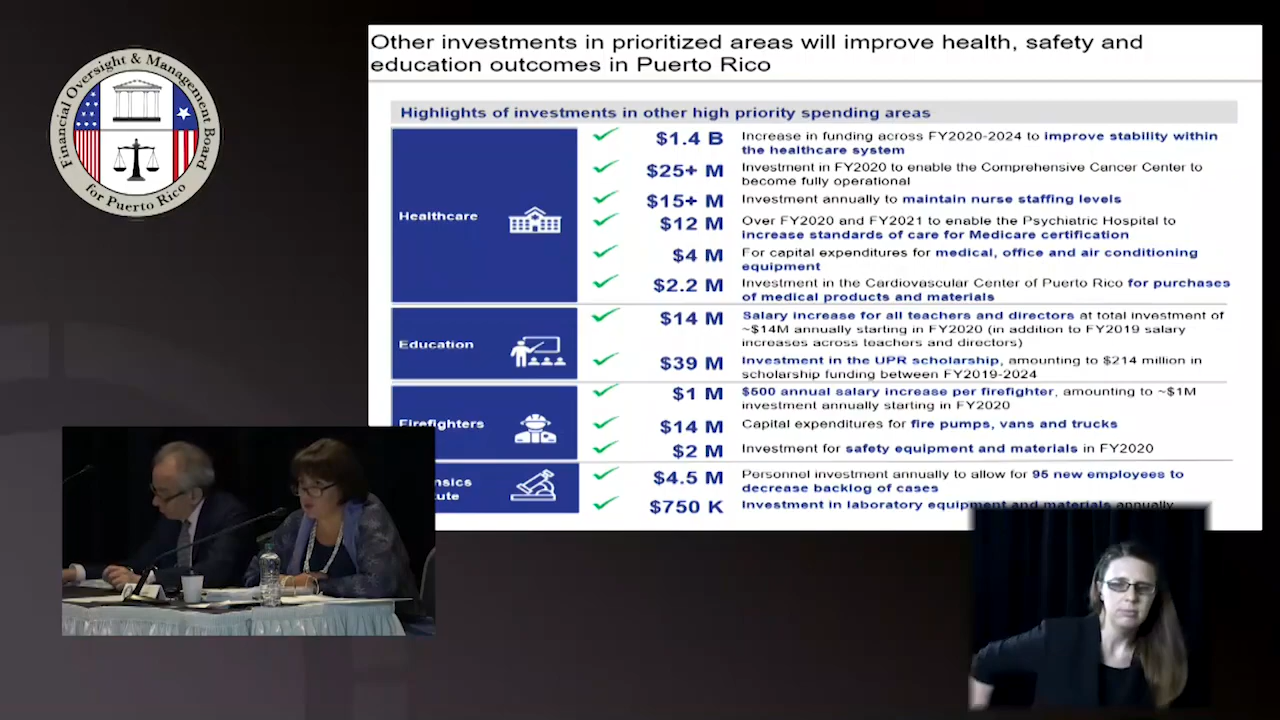 Financial Oversight & Management Board
for Puerto Rico
Other investments in prioritized areas will improve health, safety and
education outcomes in Puerto Rico
Highlights of investments in other high priority spending areas
Healthcare
$1.4 B
Increase in funding across FY2020-2024 to improve stability within
the healthcare system
$25+ M
Investment in FY2020 to enable the Comprehensive Cancer Center to
become fully operational
$15+ M
Investment annually to maintain nurse staffing levels
$12 M
Over FY2020 and FY2021 to enable the Psychiatric Hospital to
increase standards of care for Medicare certification
$4 M
For capital expenditures for medical, office and air conditioning
equipment
$2.2 M
Investment in the Cardiovascular Center of Puerto Rico for purchases
of medical products and materials
Education
$14 M
Salary increase for all teachers and directors at total investment of
~$14M annually starting in FY2020 (in addition to FY2019 salary
increases across teachers and directors)
$39 M
Investment in the UPR scholarship, amounting to $214 million in
scholarship funding between FY2019-2024
Firefighters
$1 M
$500 annual salary increase per firefighter, amounting to ~$1M
investment annually starting in FY2020
$14 M
Capital expenditures for fire pumps, vans and trucks
$2 M
Investment for safety equipment and materials in FY2020
nsics
tute
$4.5 M
Personnel investment annually to allow for 95 new employees to
decrease backlog of cases
$750 K
Investment in laboratory equipment and materials annually